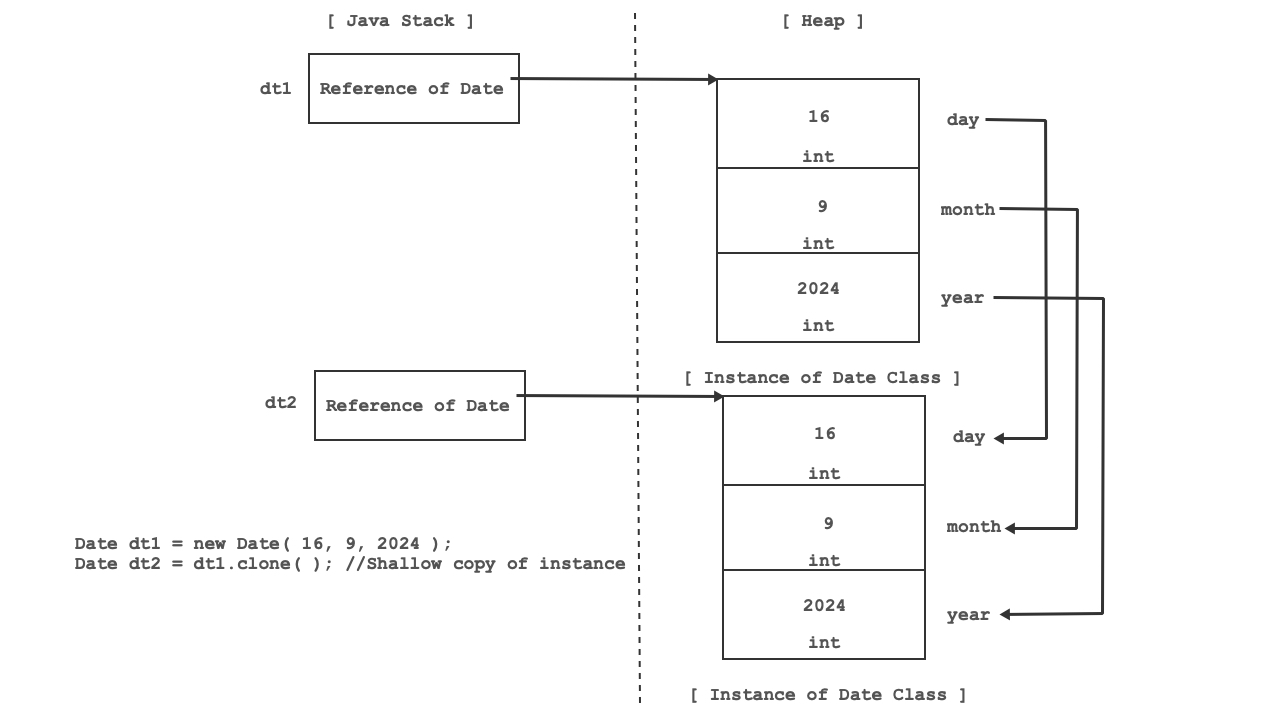 [ Java Stack ]
[ Heap ]
dt1
Reference of Date
16
int
day
9
int
month
2024
int
year
[ Instance of Date Class ]
dt2
Reference of Date
16
int
day
9
int
month
2024
int
year
[ Instance of Date Class ]
Date dt1 = new Date( 16, 9, 2024 );
Date dt2 = dt1.clone( ); //Shallow copy of instance